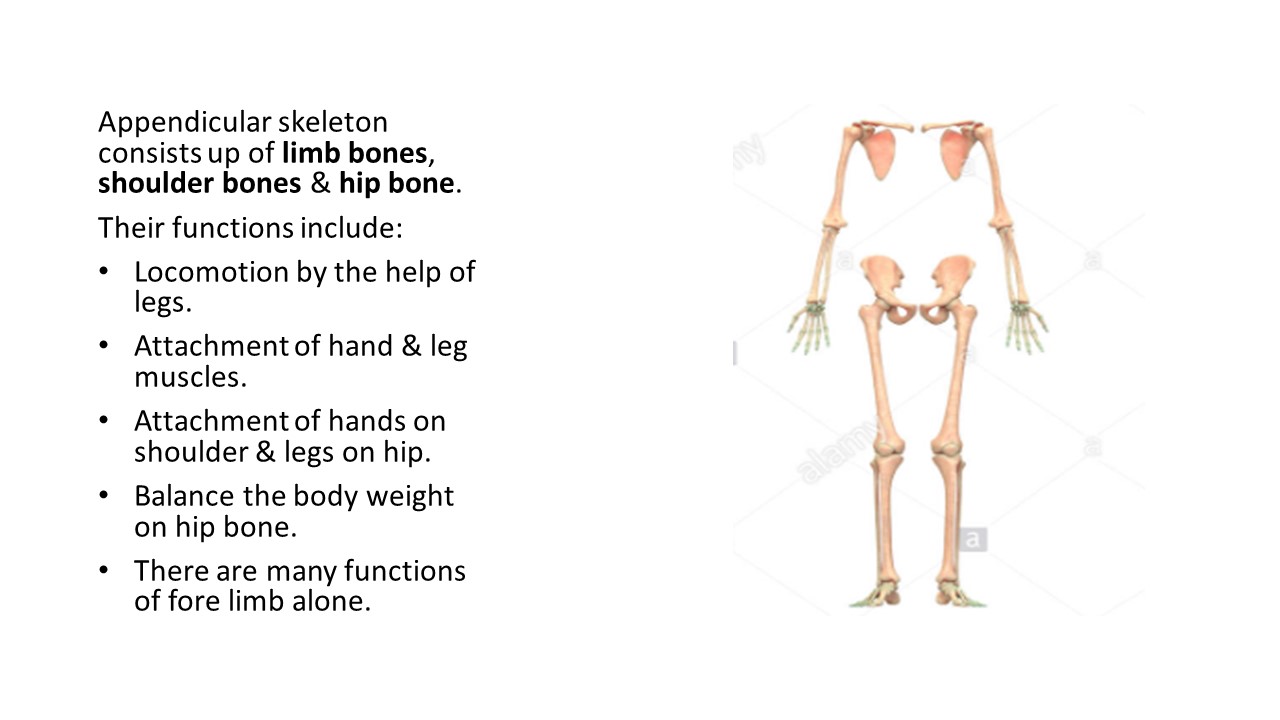 Appendicular skeleton
consists up of limb bones,
shoulder bones & hip bone.
Their functions include:
• Locomotion by the help of
legs.
• Attachment of hand & leg
muscles.
• Attachment of hands on
shoulder & legs on hip.
• Balance the body weight
on hip bone.
• There are many functions
of fore limb alone.
my
a
a
a
a
alamy
a
a